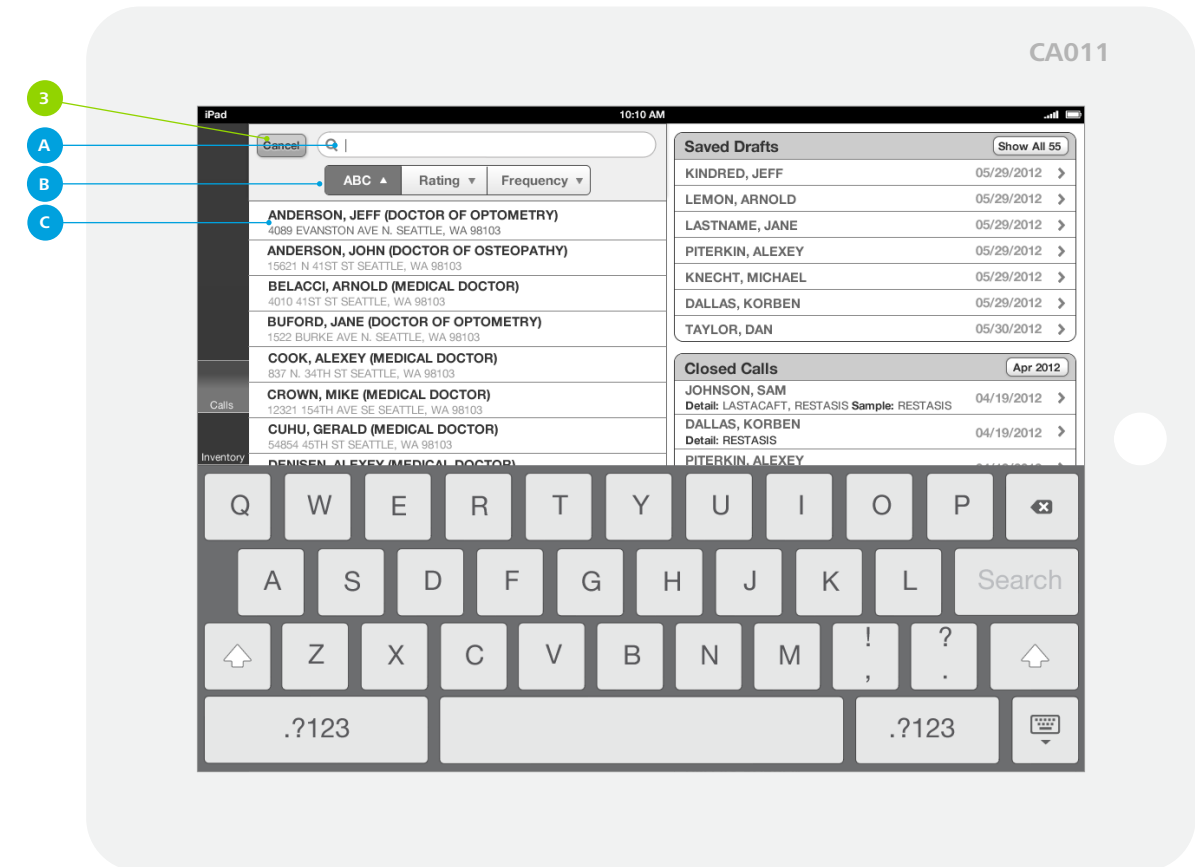 CA011
3
A
B
C
iPad 10:10 AM
Cancel
ABC Rating Frequency
ANDERSON, JEFF (DOCTOR OF OPTOMETRY)
4089 EVANSTON AVE N. SEATTLE, WA 98103
ANDERSON, JOHN (DOCTOR OF OSTEOPATHY)
15621 N 41ST ST SEATTLE, WA 98103
BELACCI, ARNOLD (MEDICAL DOCTOR)
4010 41ST ST SEATTLE, WA 98103
BUFORD, JANE (DOCTOR OF OPTOMETRY)
1522 BURKE AVE N. SEATTLE, WA 98103
COOK, ALEXEY (MEDICAL DOCTOR)
837 N. 34TH ST SEATTLE, WA 98103
CROWN, MIKE (MEDICAL DOCTOR)
12321 154TH AVE SE SEATTLE, WA 98103
CUHU, GERALD (MEDICAL DOCTOR)
54854 45TH ST SEATTLE, WA 98103
DENISEN, ALEXEY (MEDICAL DOCTOR)
Calls
Inventory
Saved Drafts Show All 55
KINDRED, JEFF 05/29/2012
LEMON, ARNOLD 05/29/2012
LASTNAME, JANE 05/29/2012
PITERKIN, ALEXEY 05/29/2012
KNECHT, MICHAEL 05/29/2012
DALLAS, KORBEN 05/29/2012
TAYLOR, DAN 05/30/2012
Closed Calls Apr 2012
JOHNSON, SAM
Detail: LASTACAFT, RESTASIS Sample: RESTASIS 04/19/2012
DALLAS, KORBEN
Detail: RESTASIS 04/19/2012
PITERKIN, ALEXEY
Q W E R T Y U I O P
A S D F G H J K L Search
Z X C V B N M ! , ? .
.?123 .?123